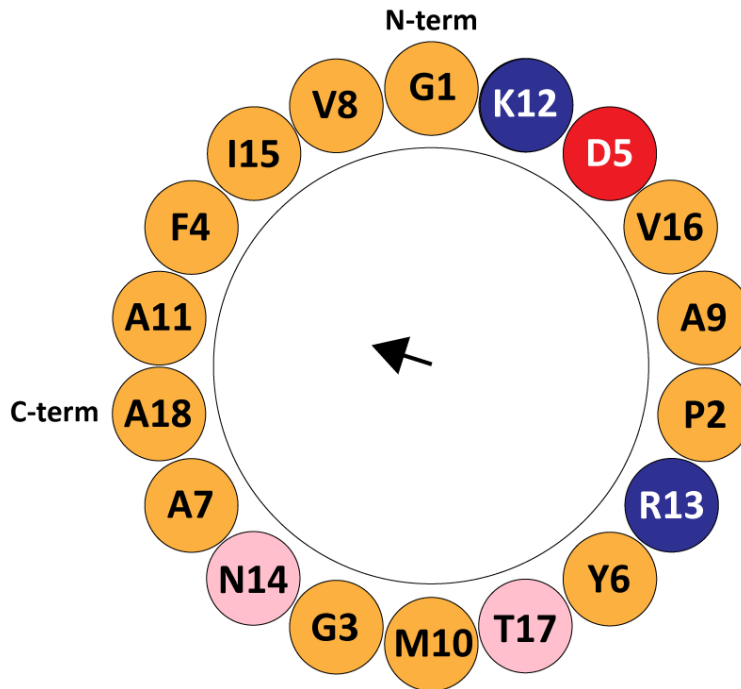 N-term
G1
K12
V8
D5
I15
V16
F4
A9
A11
C-term
A18
P2
A7
R13
N14
Y6
G3
T17
M10